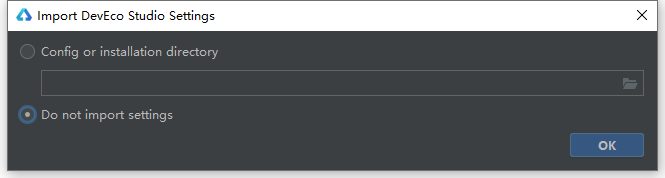 Import DevEco Studio Settings
Config or installation directory
Do not import settings
OK